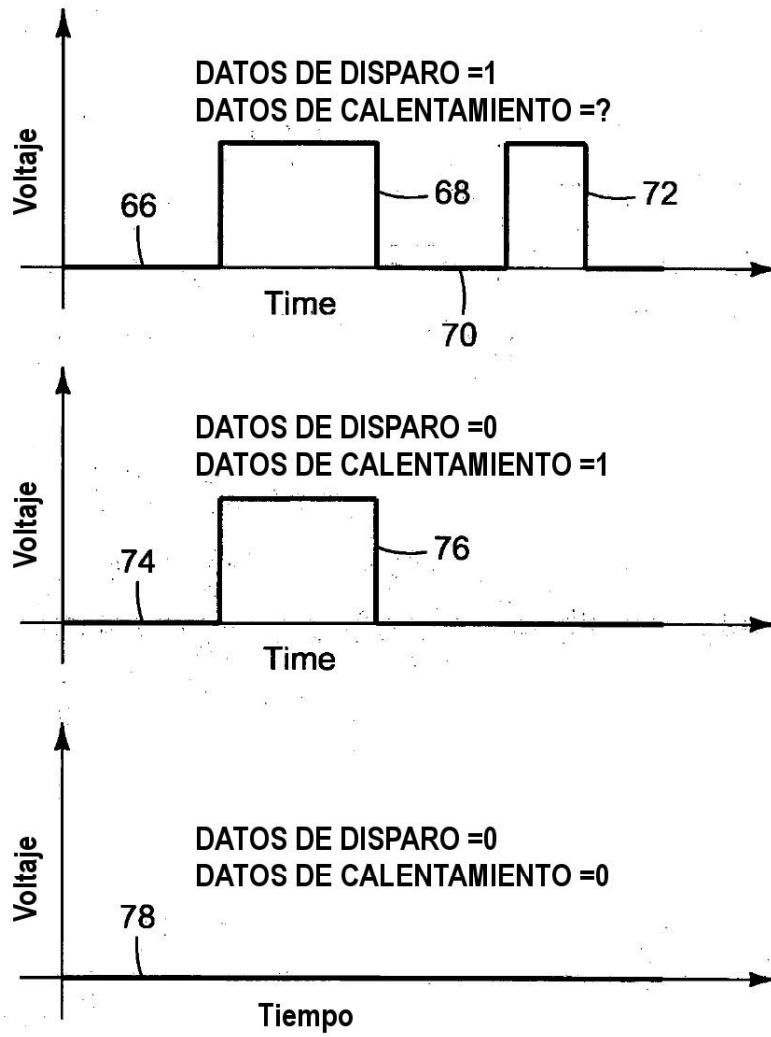 DATOS DE DISPARO =1
DATOS DE CALENTAMIENTO =?
Voltaje
66
68
72
Time
70
DATOS DE DISPARO =0
DATOS DE CALENTAMIENTO =1
Voltaje
74
76
Time
DATOS DE DISPARO =0
DATOS DE CALENTAMIENTO =0
Voltaje
78
Tiempo